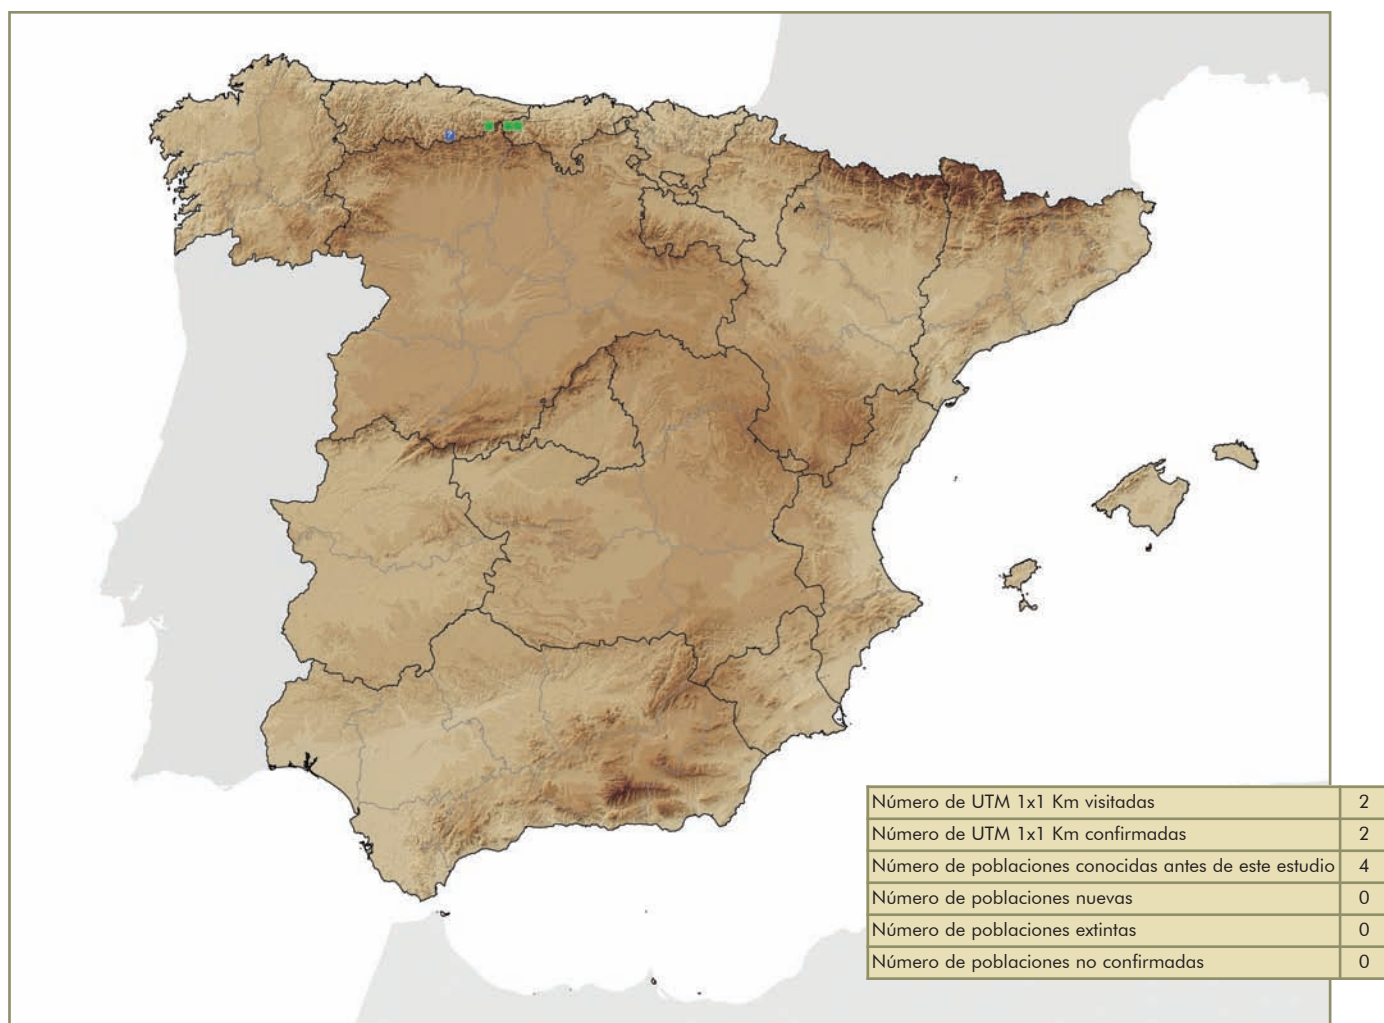 ?
Número de UTM 1x1 Km visitadas 2
Número de UTM 1x1 Km confirmadas 2
Número de poblaciones conocidas antes de este estudio 4
Número de poblaciones nuevas 0
Número de poblaciones extintas 0
Número de poblaciones no confirmadas 0